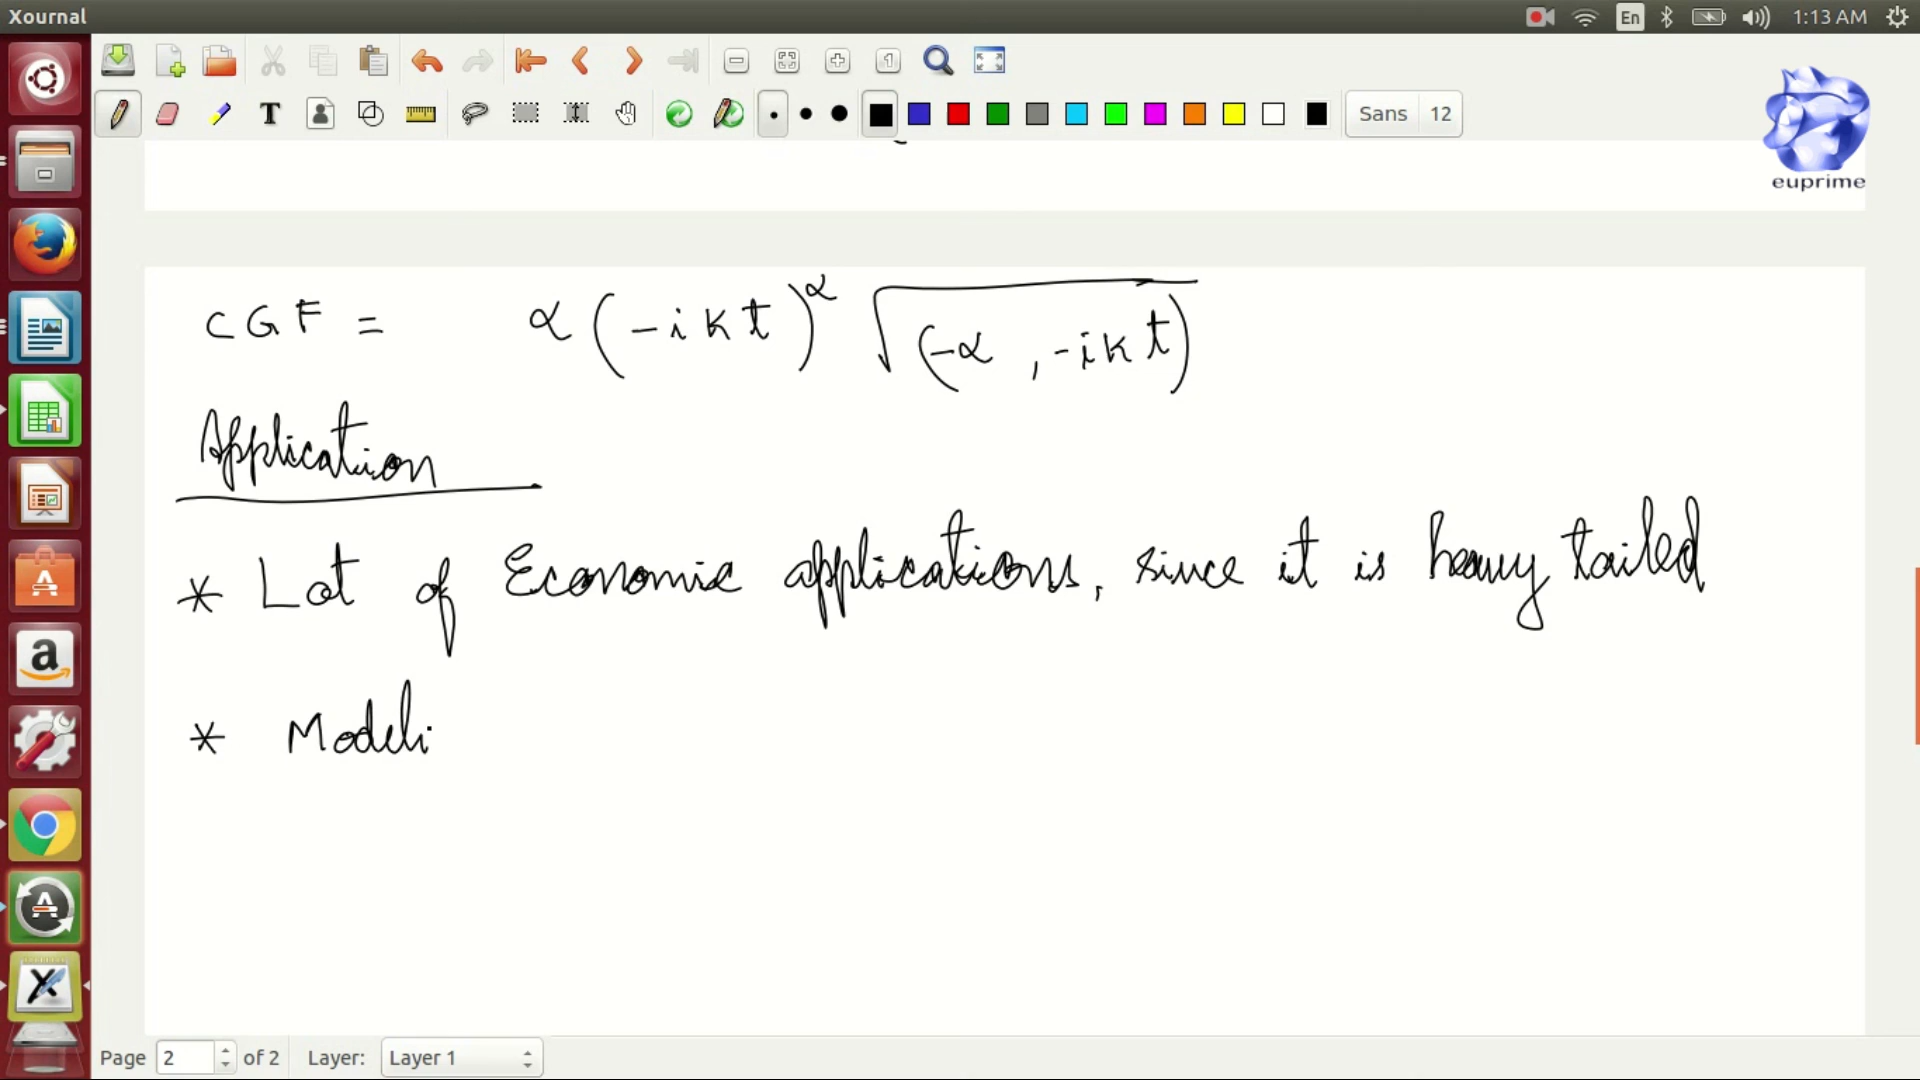 Xournal
En
1:13 AM
Sans 12
euprime
CGF = α(-ikt)^α √(-α, -ikt)
Application
* Lot of Economic applications, since it is heavy tailed
* Modeli
Page 2 of 2 Layer: Layer 1